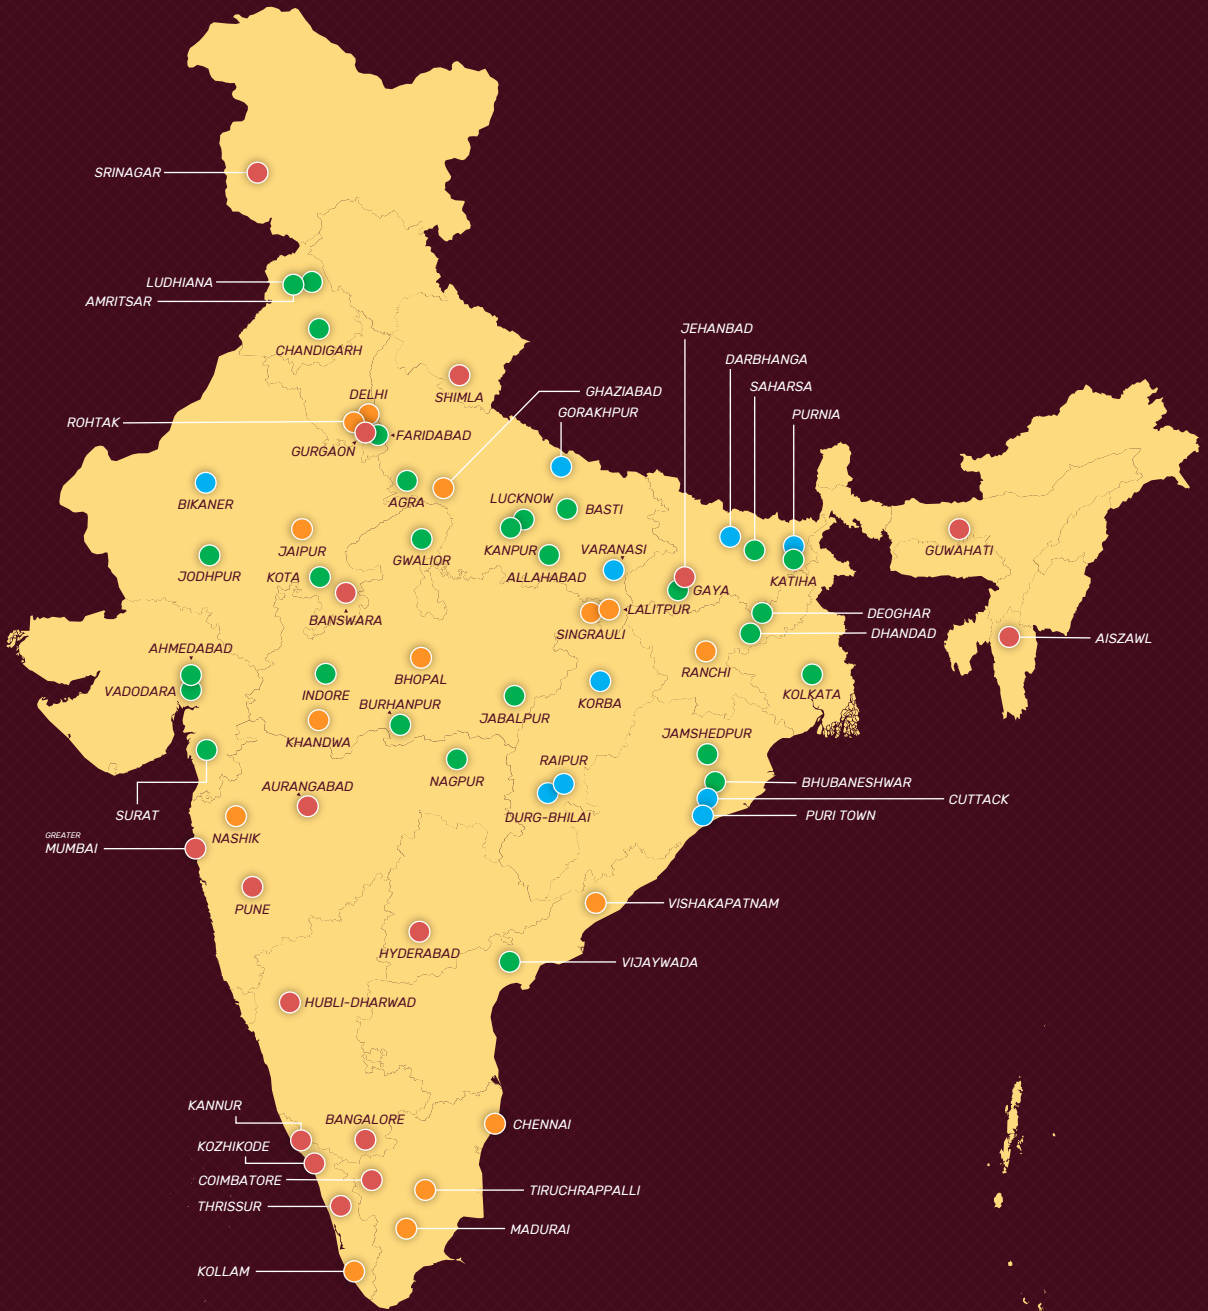 SRINAGAR
LUDHIANA
AMRITSAR
CHANDIGARH
JEHANBAD
DARBHANGA
SAHARSA
PURNIA
DELHI
SHIMLA
GHAZIABAD
GORAKHPUR
ROHTAK
FARIDABAD
GURGAON
BIKANER
AGRA
LUCKNOW
BASTI
JAIPUR
GWALIOR
KANPUR
VARANASI
GUWAHATI
JODHPUR
KOTA
ALLAHABAD
KATIHA
GAYA
BANSWARA
LALITPUR
DEOGHAR
SINGRAULI
DHANDAD
AISZAWL
AHMEDABAD
BHOPAL
RANCHI
VADODARA
INDORE
BURHANPUR
KORBA
KOLKATA
JABALPUR
KHANDWA
JAMSHEDPUR
NAGPUR
RAIPUR
BHUBANESHWAR
AURANGABAD
CUTTACK
SURAT
DURG-BHILAI
PURI TOWN
NASHIK
GREATER
MUMBAI
PUNE
VISHAKAPATNAM
HYDERABAD
VIJAYWADA
HUBLI-DHARWAD
KANNUR
BANGALORE
CHENNAI
KOZHIKODE
COIMBATORE
TIRUCHRAPPALLI
THRISSUR
MADURAI
KOLLAM